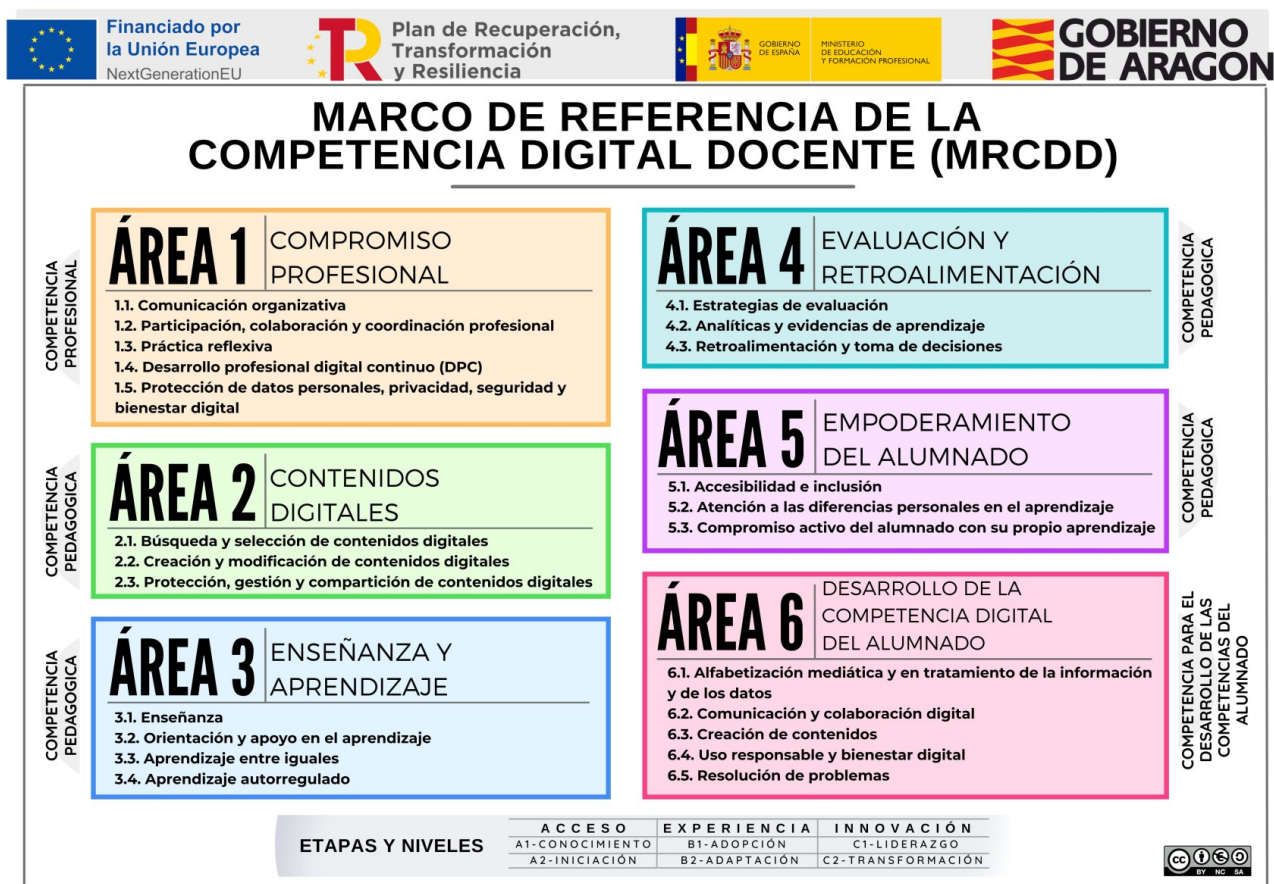 Financiado por
la Unión Europea
NextGenerationEU
Plan de Recuperación,
Transformación
y Resiliencia
GOBIERNO
DE ESPAÑA
MINISTERIO
DE EDUCACIÓN
Y FORMACIÓN PROFESIONAL
GOBIERNO
DE ARAGON
MARCO DE REFERENCIA DE LA
COMPETENCIA DIGITAL DOCENTE (MRCDD)
COMPETENCIA
PROFESIONAL
ÁREA 1
COMPROMISO
PROFESIONAL
1.1. Comunicación organizativa
1.2. Participación, colaboración y coordinación profesional
1.3. Práctica reflexiva
1.4. Desarrollo profesional digital continuo (DPC)
1.5. Protección de datos personales, privacidad, seguridad y
bienestar digital
COMPETENCIA
PEDAGOGICA
ÁREA 2
CONTENIDOS
DIGITALES
2.1. Búsqueda y selección de contenidos digitales
2.2. Creación y modificación de contenidos digitales
2.3. Protección, gestión y compartición de contenidos digitales
COMPETENCIA
PEDAGOGICA
ÁREA 3
ENSEÑANZA Y
APRENDIZAJE
3.1. Enseñanza
3.2. Orientación y apoyo en el aprendizaje
3.3. Aprendizaje entre iguales
3.4. Aprendizaje autorregulado
ÁREA 4
EVALUACIÓN Y
RETROALIMENTACIÓN
4.1. Estrategias de evaluación
4.2. Analíticas y evidencias de aprendizaje
4.3. Retroalimentación y toma de decisiones
COMPETENCIA
PEDAGOGICA
ÁREA 5
EMPODERAMIENTO
DEL ALUMNADO
5.1. Accesibilidad e inclusión
5.2. Atención a las diferencias personales en el aprendizaje
5.3. Compromiso activo del alumnado con su propio aprendizaje
COMPETENCIA
PEDAGOGICA
ÁREA 6
DESARROLLO DE LA
COMPETENCIA DIGITAL
DEL ALUMNADO
6.1. Alfabetización mediática y en tratamiento de la información
y de los datos
6.2. Comunicación y colaboración digital
6.3. Creación de contenidos
6.4. Uso responsable y bienestar digital
6.5. Resolución de problemas
COMPETENCIA PARA EL
DESARROLLO DE LAS
COMPETENCIAS DEL
ALUMNADO
ETAPAS Y NIVELES
ACCESO EXPERIENCIA INNOVACIÓN
A1-CONOCIMIENTO B1-ADOPCIÓN C1-LIDERAZGO
A2-INICIACIÓN B2-ADAPTACIÓN C2-TRANSFORMACIÓN
cc
BY NC SA